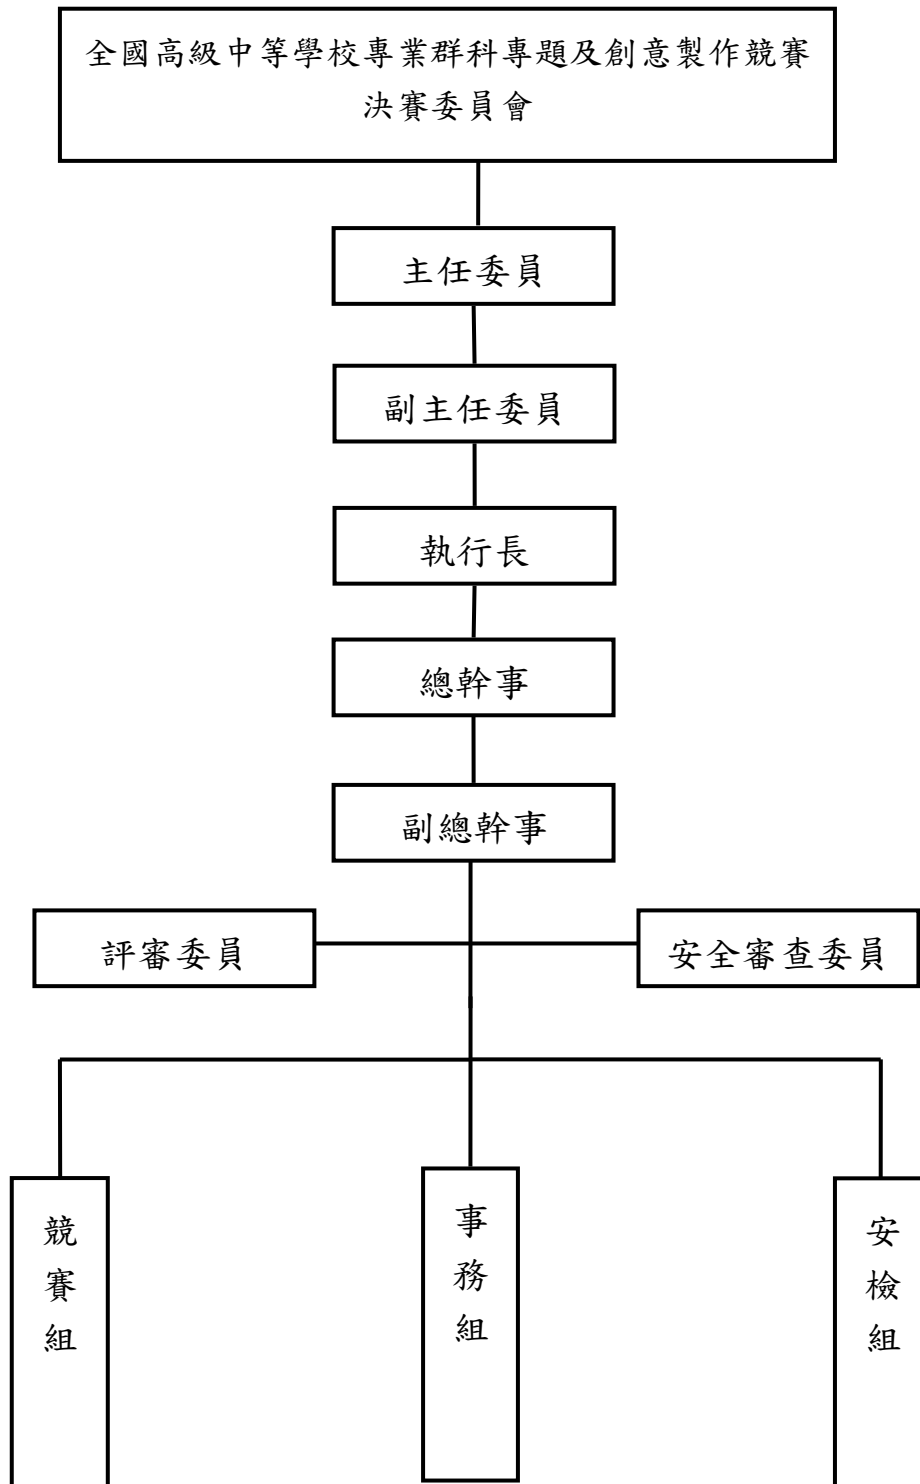 全國高級中等學校專業群科專題及創意製作競賽
決賽委員會
主任委員
副主任委員
執行長
總幹事
副總幹事
評審委員
安全審查委員
競賽組
事務組
安檢組